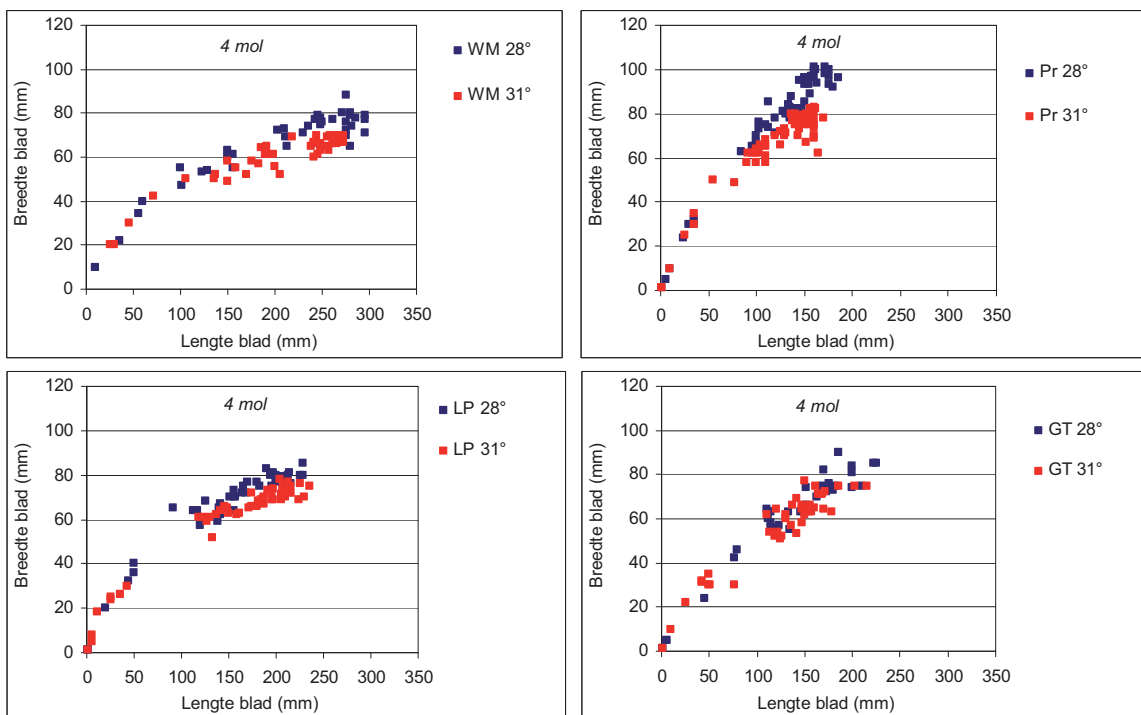 4 mol
Breedte blad (mm)
120
100
80
60
40
20
0
0 50 100 150 200 250 300 350
Lengte blad (mm)
WM 28°
WM 31°
4 mol
Breedte blad (mm)
120
100
80
60
40
20
0
0 50 100 150 200 250 300 350
Lengte blad (mm)
Pr 28°
Pr 31°
4 mol
Breedte blad (mm)
120
100
80
60
40
20
0
0 50 100 150 200 250 300 350
Lengte blad (mm)
LP 28°
LP 31°
4 mol
Breedte blad (mm)
120
100
80
60
40
20
0
0 50 100 150 200 250 300 350
Lengte blad (mm)
GT 28°
GT 31°